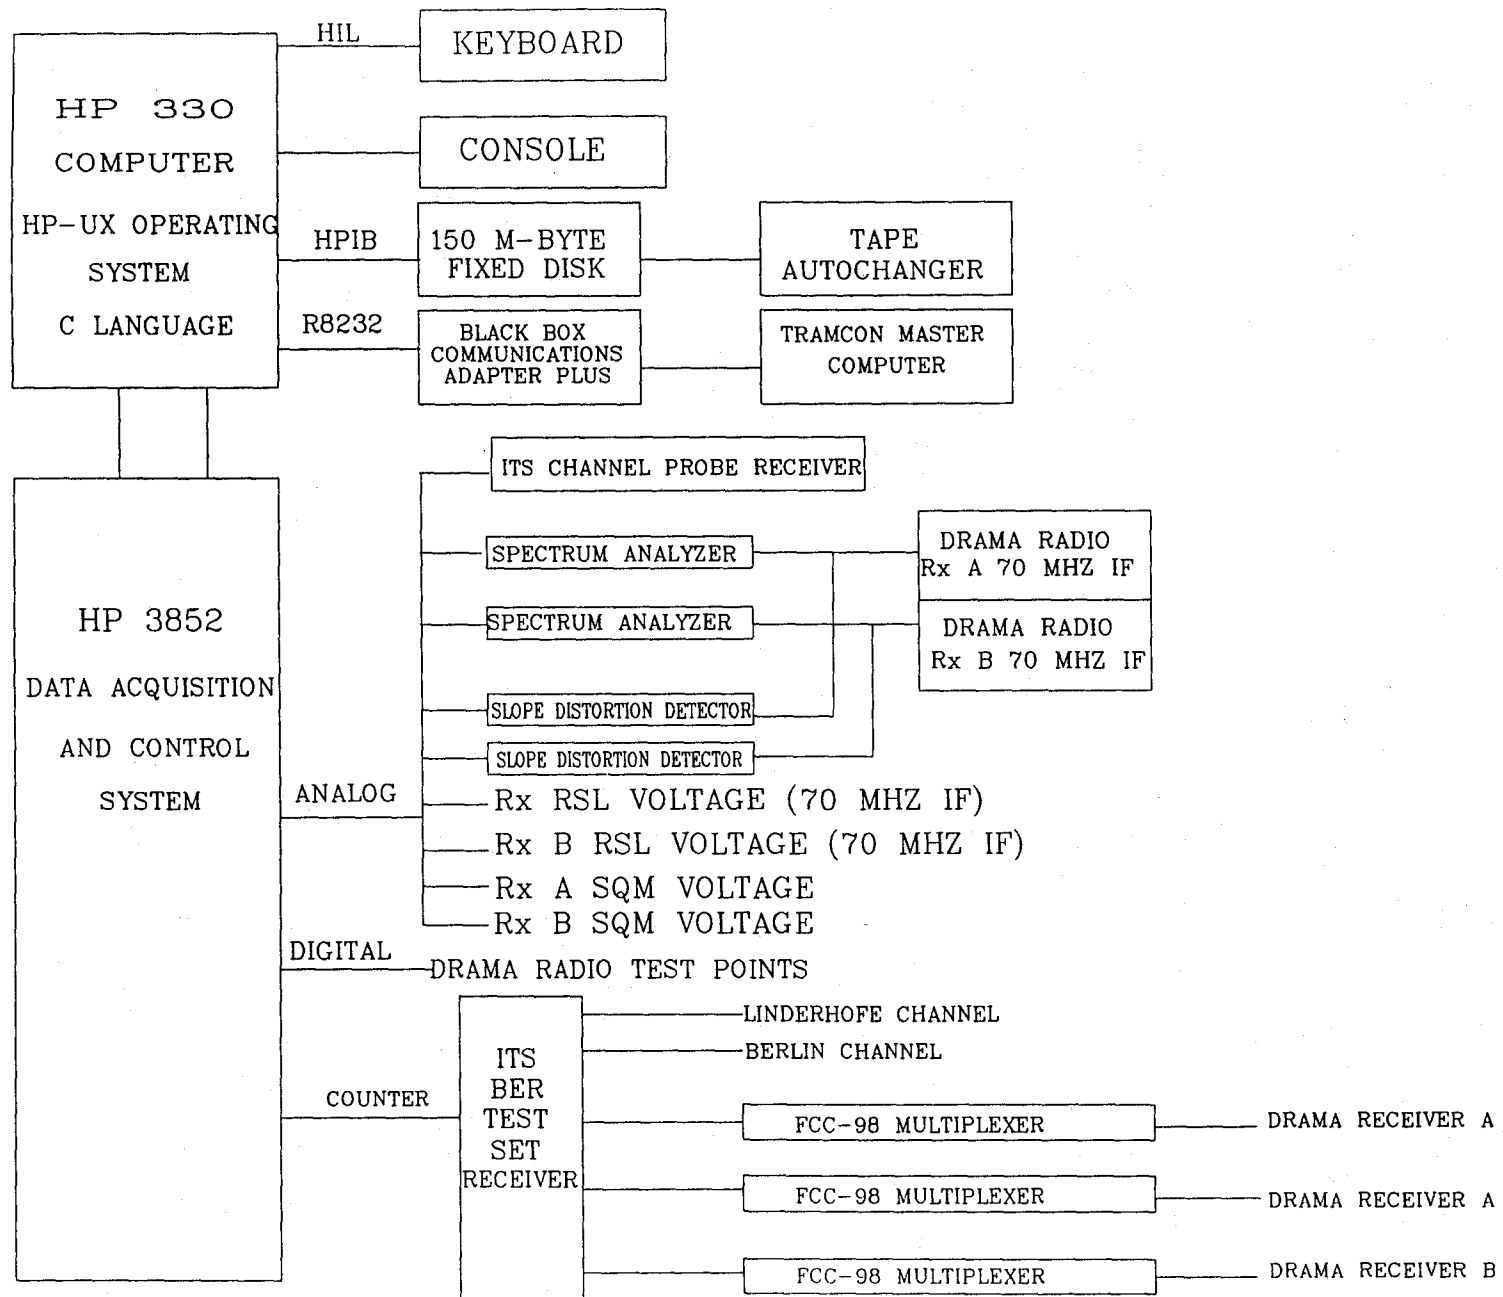 HIL
KEYBOARD
HP 330
COMPUTER
HP-UX OPERATING
SYSTEM
C LANGUAGE
CONSOLE
HPIB
150 M-BYTE
FIXED DISK
TAPE
AUTOCHANGER
R8232
BLACK BOX
COMMUNICATIONS
ADAPTER PLUS
TRAMCON MASTER
COMPUTER
HP 3852
DATA ACQUISITION
AND CONTROL
SYSTEM
ANALOG
ITS CHANNEL PROBE RECEIVER
SPECTRUM ANALYZER
DRAMA RADIO
Rx A 70 MHZ IF
SPECTRUM ANALYZER
DRAMA RADIO
Rx B 70 MHZ IF
SLOPE DISTORTION DETECTOR
SLOPE DISTORTION DETECTOR
Rx RSL VOLTAGE (70 MHZ IF)
Rx B RSL VOLTAGE (70 MHZ IF)
Rx A SQM VOLTAGE
Rx B SQM VOLTAGE
DIGITAL
DRAMA RADIO TEST POINTS
COUNTER
ITS
BER
TEST
SET
RECEIVER
LINDERHOFE CHANNEL
BERLIN CHANNEL
FCC-98 MULTIPLEXER
DRAMA RECEIVER A
FCC-98 MULTIPLEXER
DRAMA RECEIVER A
FCC-98 MULTIPLEXER
DRAMA RECEIVER B